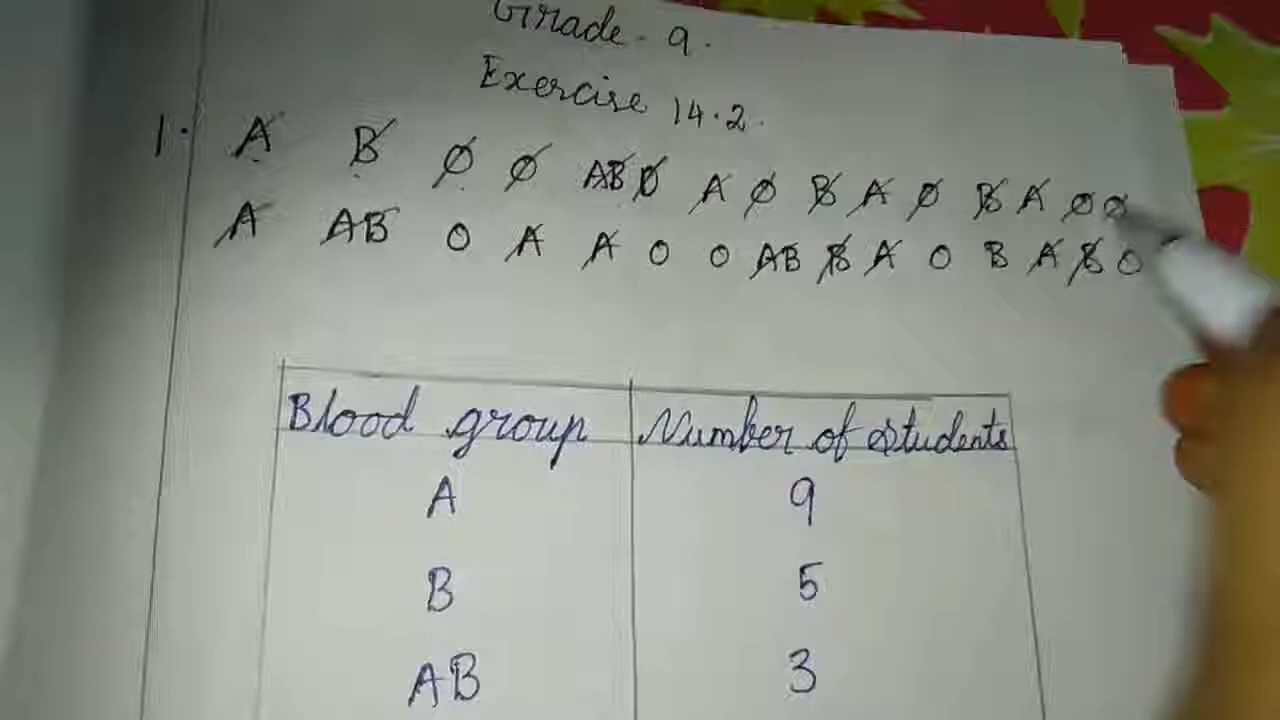 Grade - 9.
Exercise 14.2.
1. A B O O AB O A O B A O B A O O
A AB O A A O O AB B A O B A B O
Blood group Number of students
A 9
B 5
AB 3